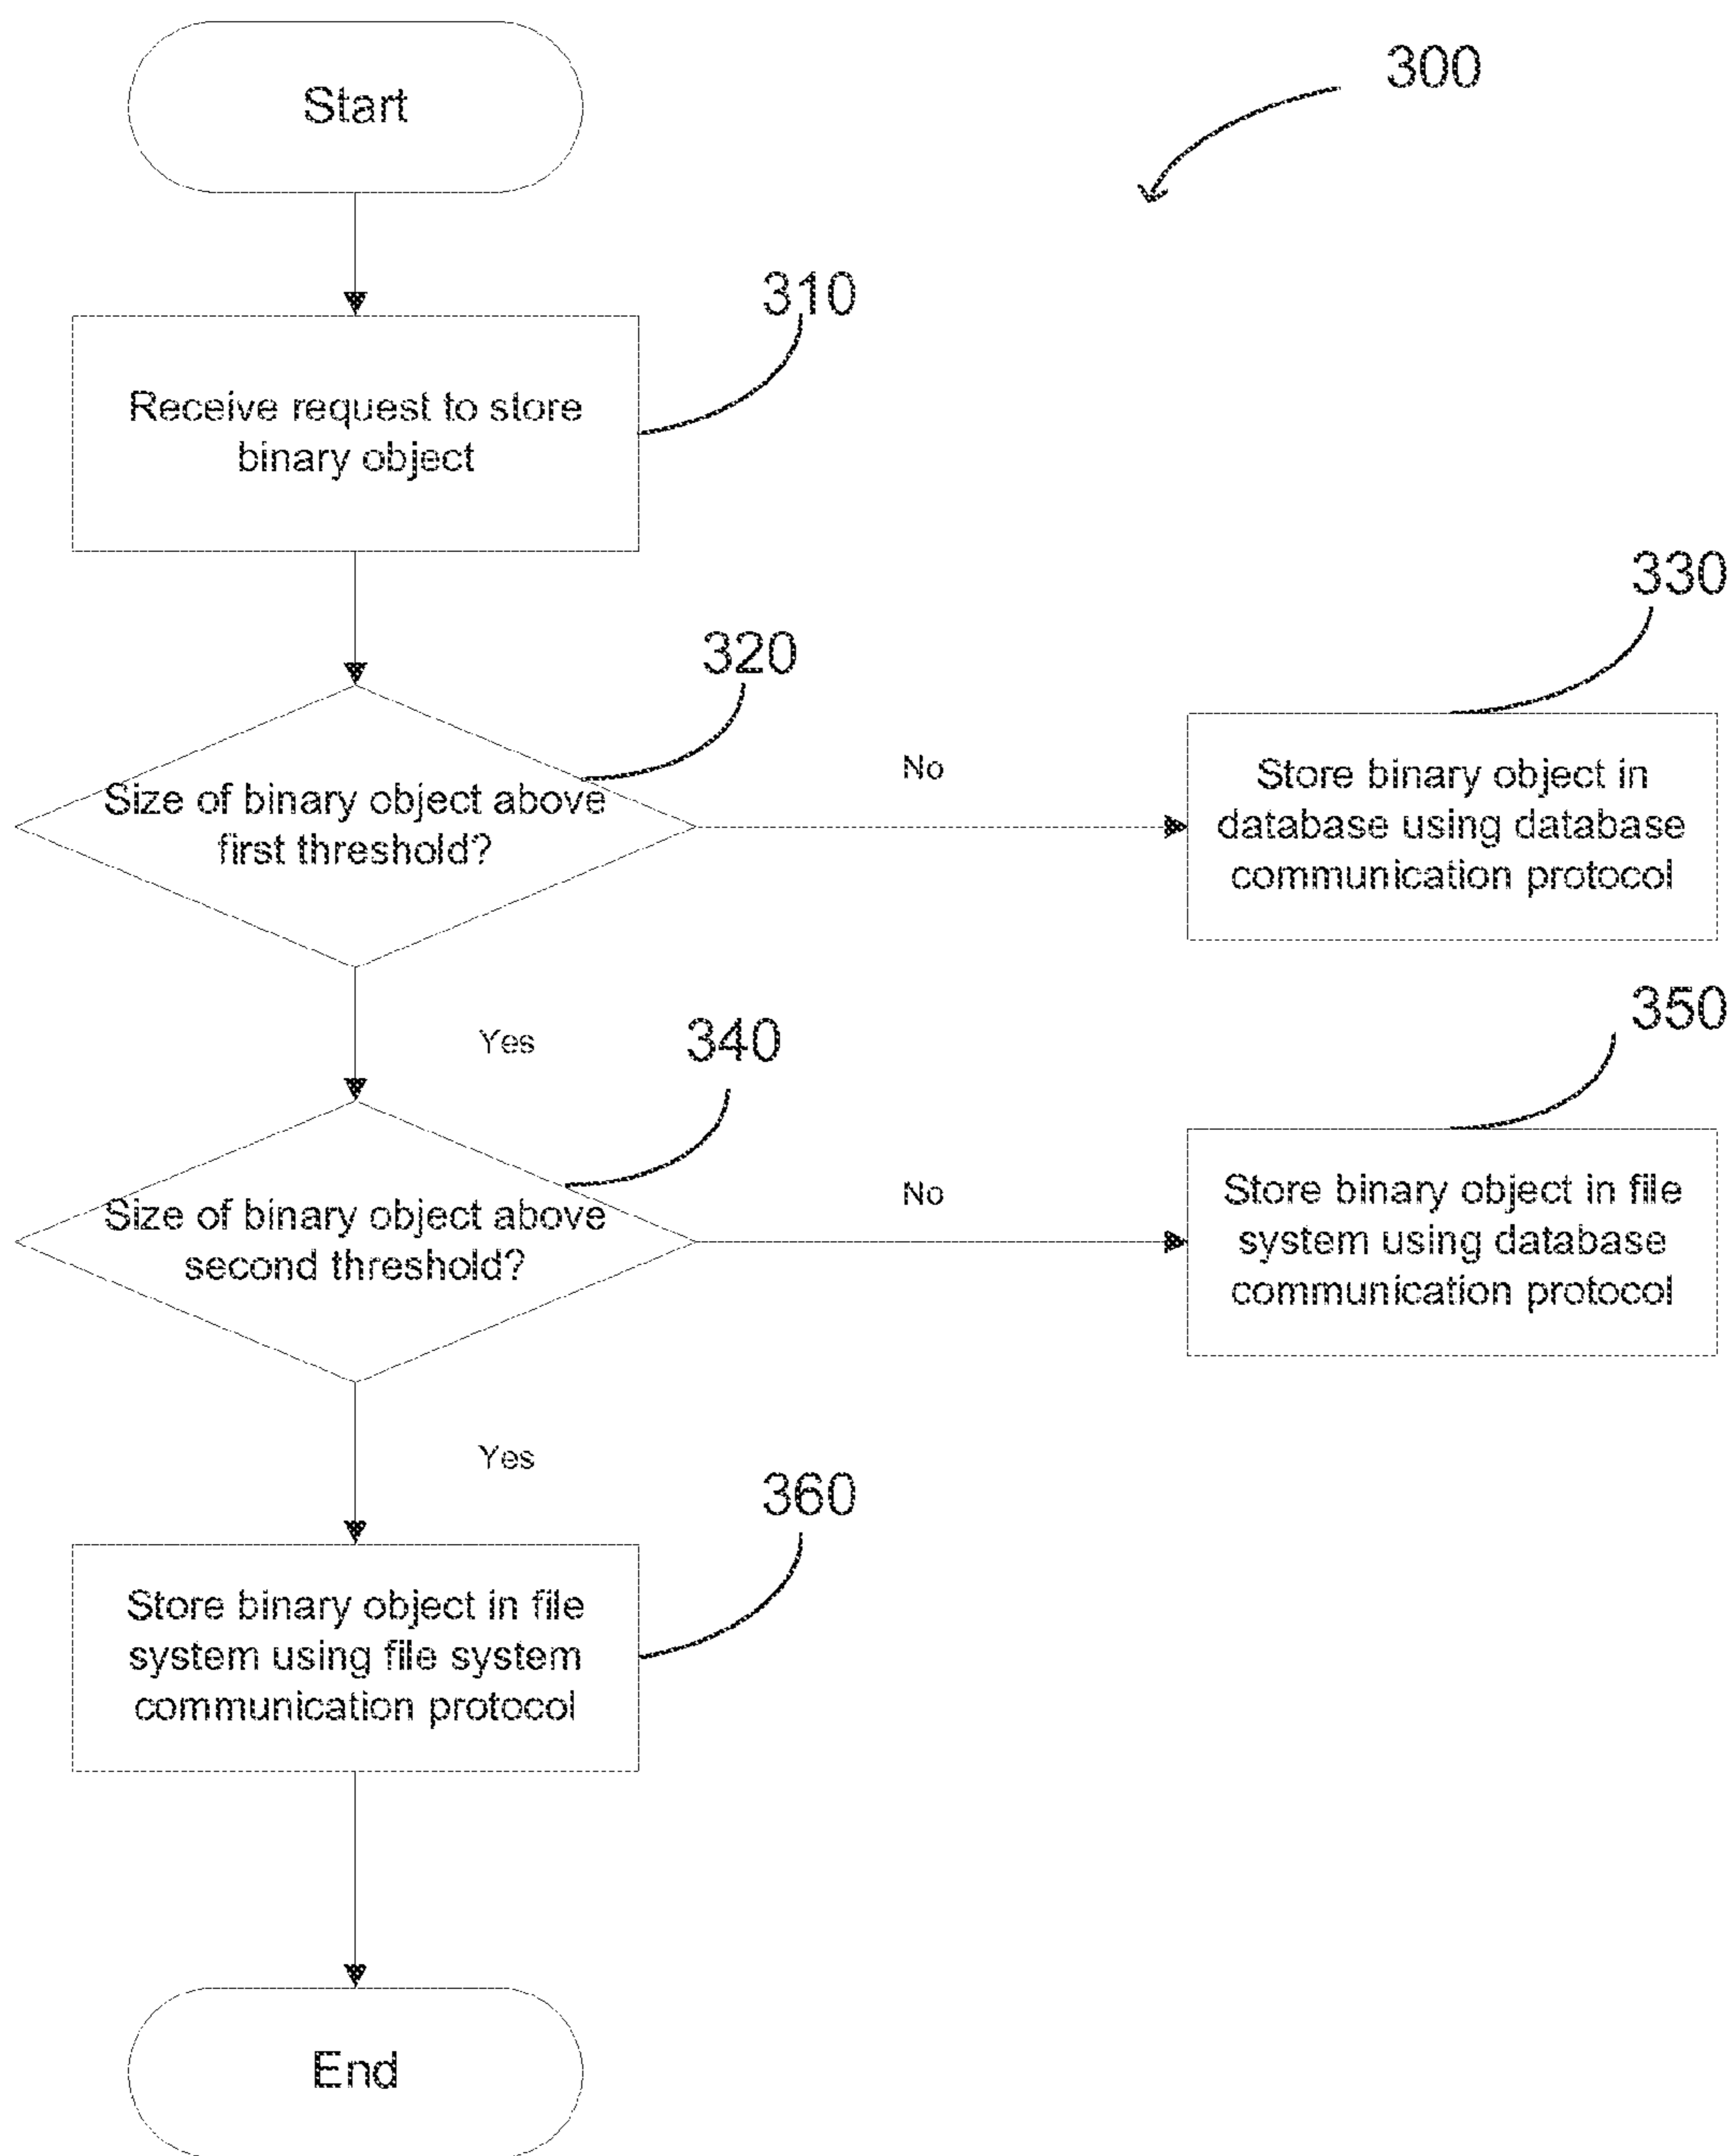 Start
300
310
Receive request to store
binary object
320
Size of binary object above
first threshold?
No
330
Store binary object in
database using database
communication protocol
Yes
340
Size of binary object above
second threshold?
No
350
Store binary object in file
system using database
communication protocol
Yes
360
Store binary object in file
system using file system
communication protocol
End